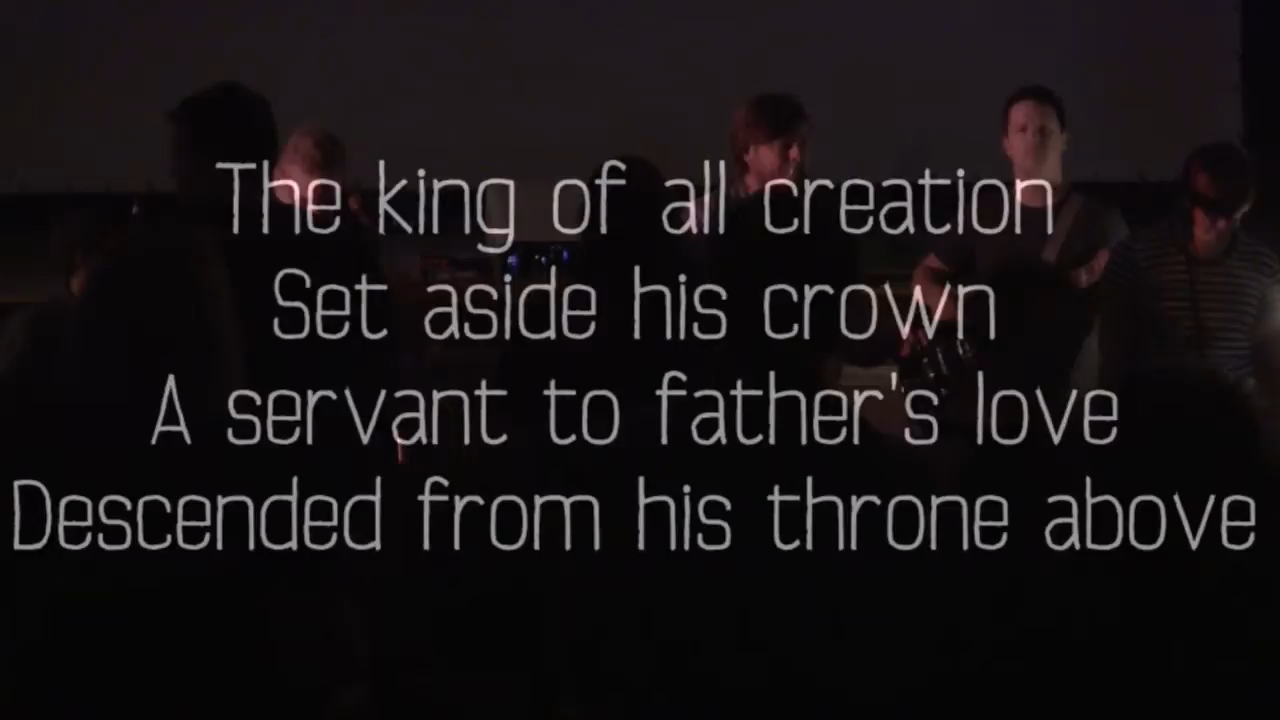 The king of all creation
Set aside his crown
A servant to father's love
Descended from his throne above